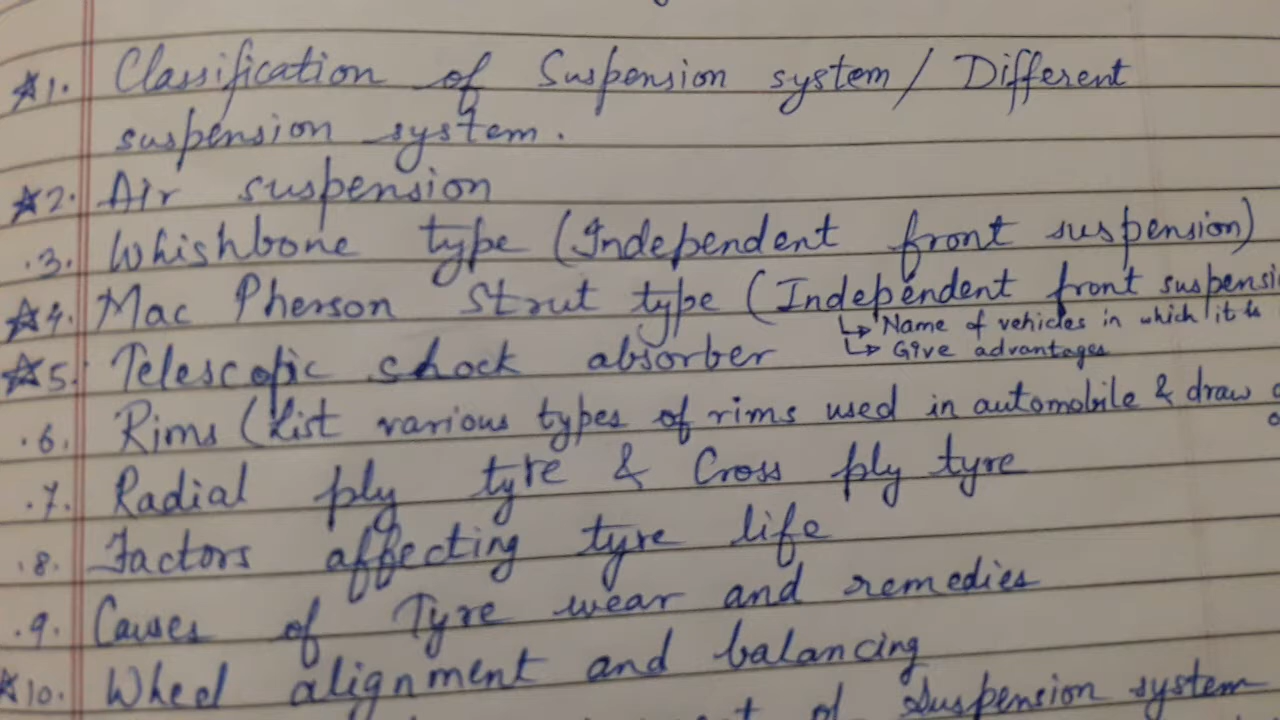 ☆1. Classification of Suspension system / Different
suspension system.
☆2. Air suspension
.3. Whishbone type (Independent front suspension)
☆4. Mac Pherson Strut type (Independent front suspensi
↳ Name of vehicles in which it is
↳ Give advantages
☆5. Telescopic shock absorber
.6. Rims (List various types of rims used in automobile & draw
.7. Radial ply tyre & Cross ply tyre
.8. Factors affecting tyre life
.9. Causes of Tyre wear and remedies
☆10. Wheel alignment and balancing
of Suspension system